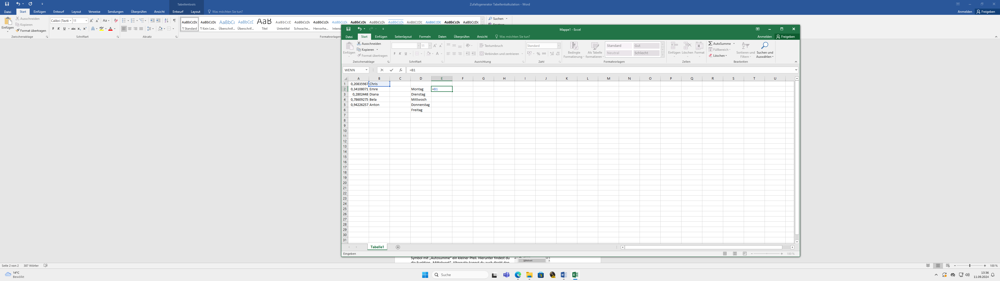 Tabellentools
Zufallsgenerator Tabellenkalkulation - Word
Datei Start Einfügen Entwurf Layout Verweise Sendungen Überprüfen Ansicht Entwurf Layout Was möchten Sie tun? Anmelden Freigeben
Einfügen
Ausschneiden
Kopieren
Format übertragen
Zwischenablage
Calibri (Textk 11
F K U abc x₂ x²
Schriftart
Absatz
AaBbCcDc AaBbCcDc AaBbCc AaBbCcD AaB AaBbCcD AaBbCcDc AaBbCcDc AaBbCcDc AaBbCcDc AaBbCcDc AaBbCcDc AaBbCcDc AaBbCcDc AaBbCcDc AaBbCcDc
¶ Standard ¶ Kein Lee... Überschrif... Überschrif... Titel Untertitel Schwache... Hervorhe... Intens
Formatvorlagen
Suchen
Mappe1 - Excel
Datei Start Einfügen Seitenlayout Formeln Daten Überprüfen Ansicht Was möchten Sie tun? Anmelden Freigeben
Einfügen
Ausschneiden
Kopieren
Format übertragen
Zwischenablage
11
F K U
Schriftart
Textumbruch
Verbinden und zentrieren
Ausrichtung
Standard
% 000
Zahl
Bedingte Formatierung
Als Tabelle formatieren
Standard Gut
Neutral Schlecht
Formatvorlagen
Einfügen Löschen Format
Zellen
AutoSumme
Füllbereich
Löschen
Sortieren und Filtern
Suchen und Auswählen
Bearbeiten
WENN =B1
A B C D E F G H I J K L M N O P Q R S T U
1 0,20835987 Chris
2 0,34108071 Emre Montag =B1
3 0,2802448 Diana Dienstag
4 0,78609275 Bela Mittwoch
5 0,94226257 Anton Donnerstag
6 Freitag
7
8
9
10
11
12
13
14
15
16
17
18
19
20
21
22
23
24
25
26
27
28
29
30
31
Tabelle1
Eingeben 100 %
Symbol mit „Autosumme“ ein kleiner Pfeil. Hierunter findest du
die Funktion „Mittelwert“. Alternativ kannst du auch direkt den
Mittelwert
Seite 2 von 2 387 Wörter 100 %
14°C
Bewölkt
Suche
13:36
11.09.2024